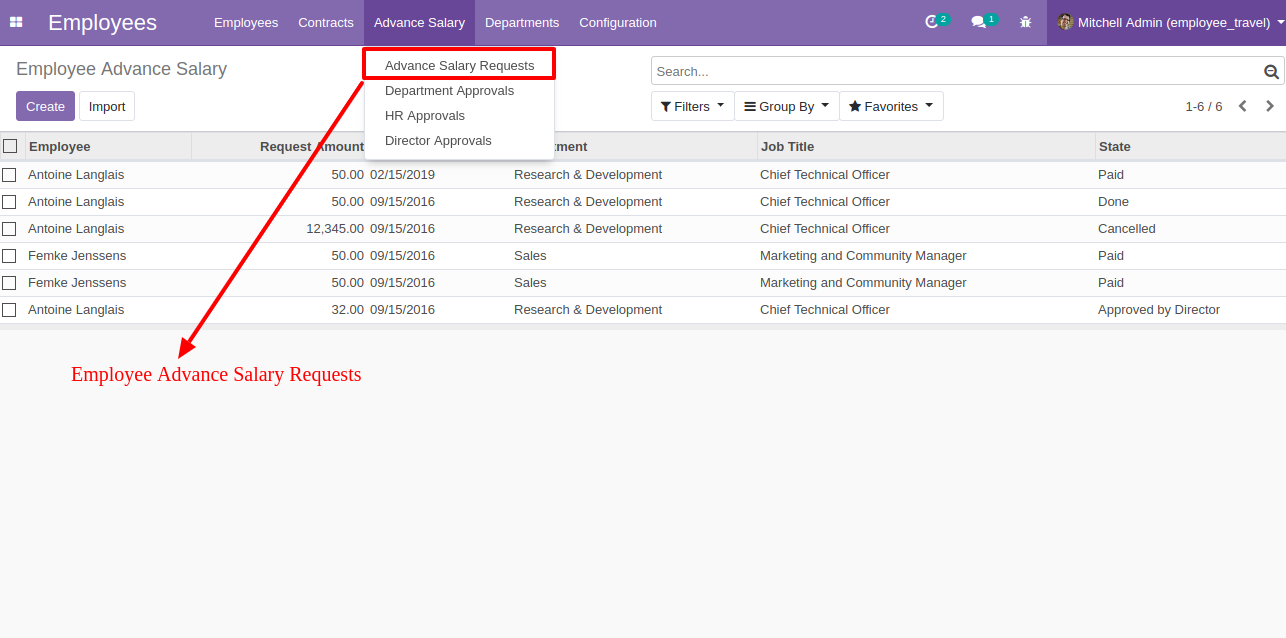 Employees Employees Contracts Advance Salary Departments Configuration 2 1 Mitchell Admin (employee_travel)
Employee Advance Salary
Advance Salary Requests
Search...
Department Approvals
Create Import
HR Approvals
Filters Group By Favorites 1-6 / 6
Director Approvals
Employee Request Amount tment Job Title State
Antoine Langlais 50.00 02/15/2019 Research & Development Chief Technical Officer Paid
Antoine Langlais 50.00 09/15/2016 Research & Development Chief Technical Officer Done
Antoine Langlais 12,345.00 09/15/2016 Research & Development Chief Technical Officer Cancelled
Femke Jenssens 50.00 09/15/2016 Sales Marketing and Community Manager Paid
Femke Jenssens 50.00 09/15/2016 Sales Marketing and Community Manager Paid
Antoine Langlais 32.00 09/15/2016 Research & Development Chief Technical Officer Approved by Director
Employee Advance Salary Requests